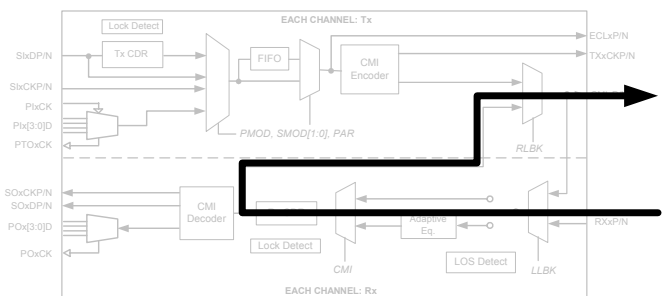 EACH CHANNEL: Tx
Lock Detect
ECLxP/N
SIxDP/N
Tx CDR
FIFO
TXxCKP/N
CMI
Encoder
SIxCKP/N
PIxCK
PIx[3:0]D
PTOxCK
PMOD, SMOD[1:0], PAR
RLBK
SOxCKP/N
SOxDP/N
CMI
Decoder
POx[3:0]D
Adaptive
Eq.
RXxP/N
Lock Detect
POxCK
LOS Detect
CMI
LLBK
EACH CHANNEL: Rx